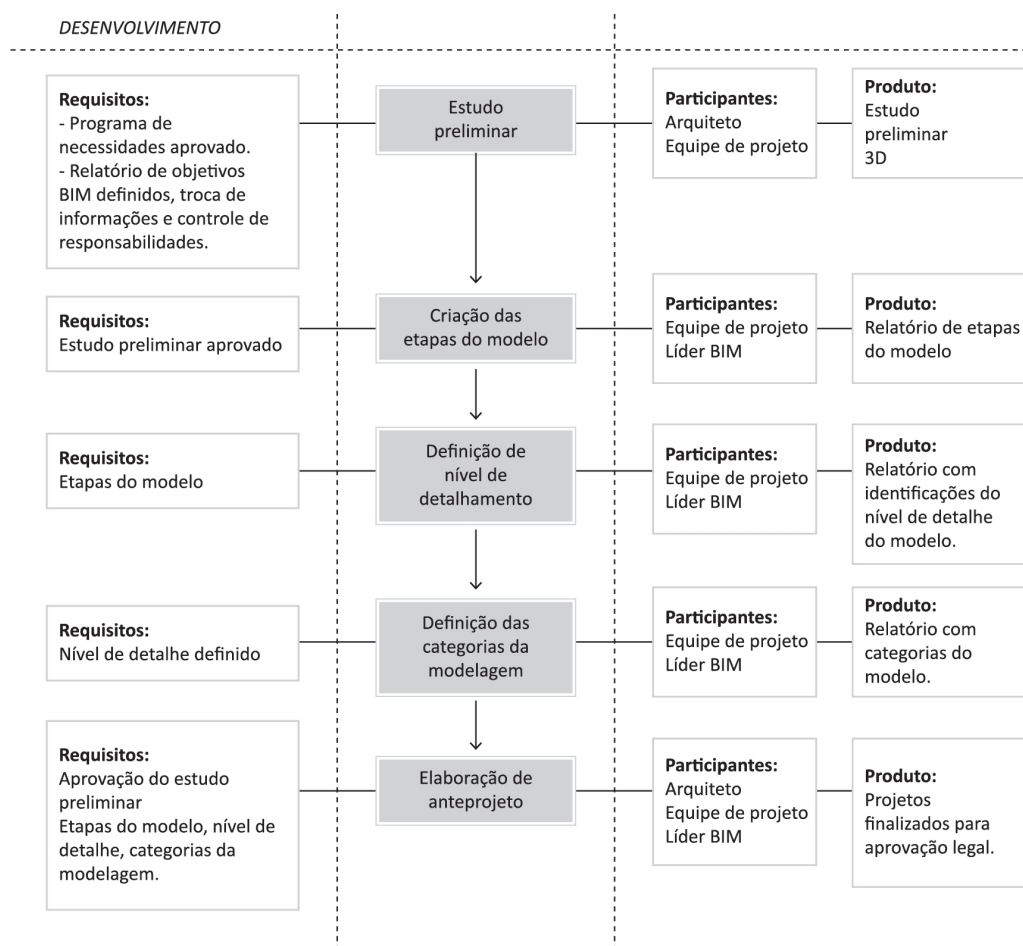 DESENVOLVIMENTO
Requisitos:
- Programa de
necessidades aprovado.
- Relatório de objetivos
BIM definidos, troca de
informações e controle de
responsabilidades.
Estudo
preliminar
Participantes:
Arquiteto
Equipe de projeto
Produto:
Estudo
preliminar
3D
Requisitos:
Estudo preliminar aprovado
Criação das
etapas do modelo
Participantes:
Equipe de projeto
Líder BIM
Produto:
Relatório de etapas
do modelo
Requisitos:
Etapas do modelo
Definição de
nível de
detalhamento
Participantes:
Equipe de projeto
Líder BIM
Produto:
Relatório com
identificações do
nível de detalhe
do modelo.
Requisitos:
Nível de detalhe definido
Definição das
categorias da
modelagem
Participantes:
Equipe de projeto
Líder BIM
Produto:
Relatório com
categorias do
modelo.
Requisitos:
Aprovação do estudo
preliminar
Etapas do modelo, nível de
detalhe, categorias da
modelagem.
Elaboração de
anteprojeto
Participantes:
Arquiteto
Equipe de projeto
Líder BIM
Produto:
Projetos
finalizados para
aprovação legal.